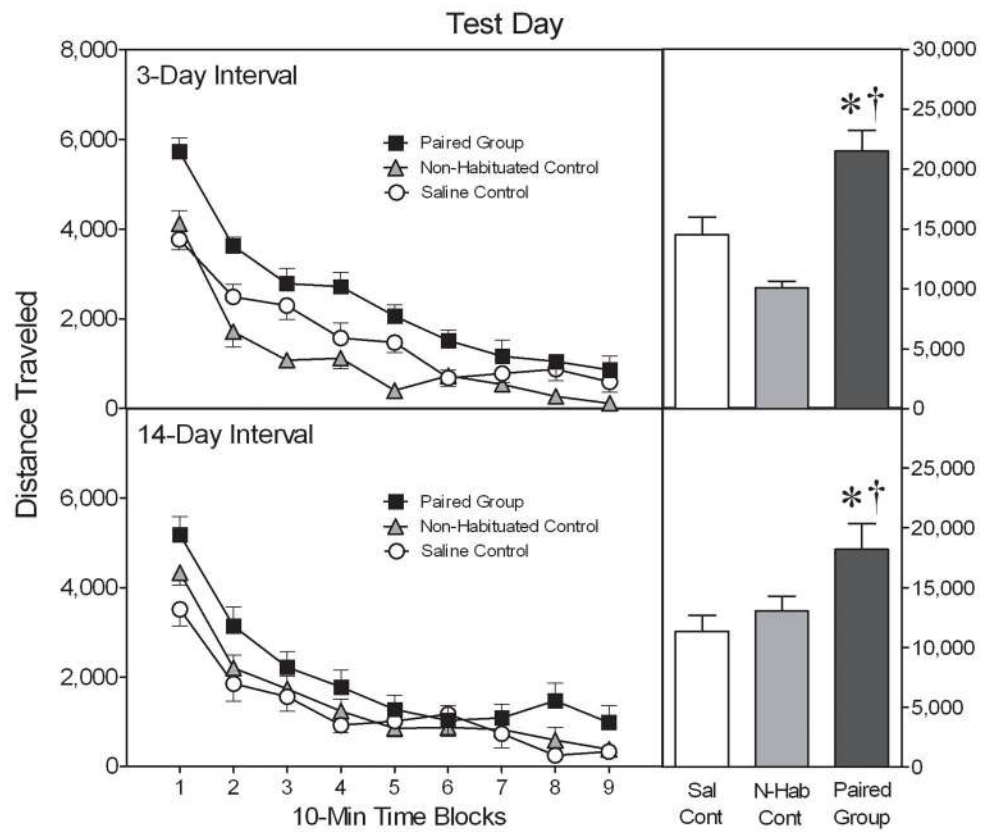 Test Day
8,000
6,000
4,000
2,000
0
3-Day Interval
Paired Group
Non-Habituated Control
Saline Control
30,000
25,000
20,000
15,000
10,000
5,000
0
*†
Distance Traveled
14-Day Interval
6,000
4,000
2,000
0
Paired Group
Non-Habituated Control
Saline Control
25,000
20,000
15,000
10,000
5,000
0
*†
1 2 3 4 5 6 7 8 9
10-Min Time Blocks
Sal Cont
N-Hab Cont
Paired Group